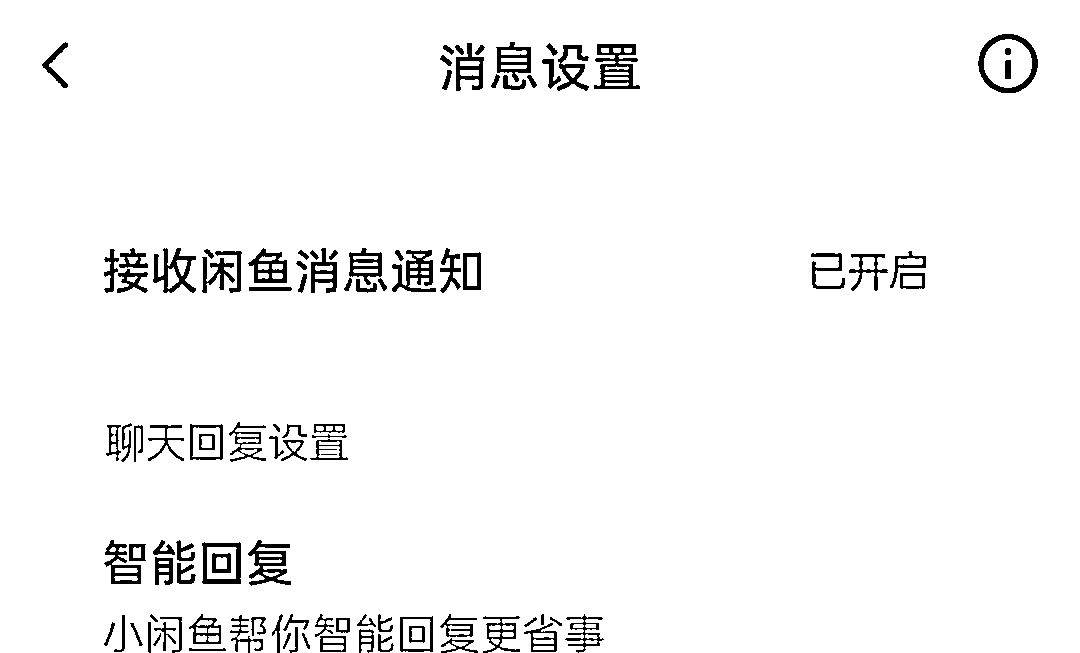 消息设置
接收闲鱼消息通知 已开启
聊天回复设置
智能回复
小闲鱼帮你智能回复更省事